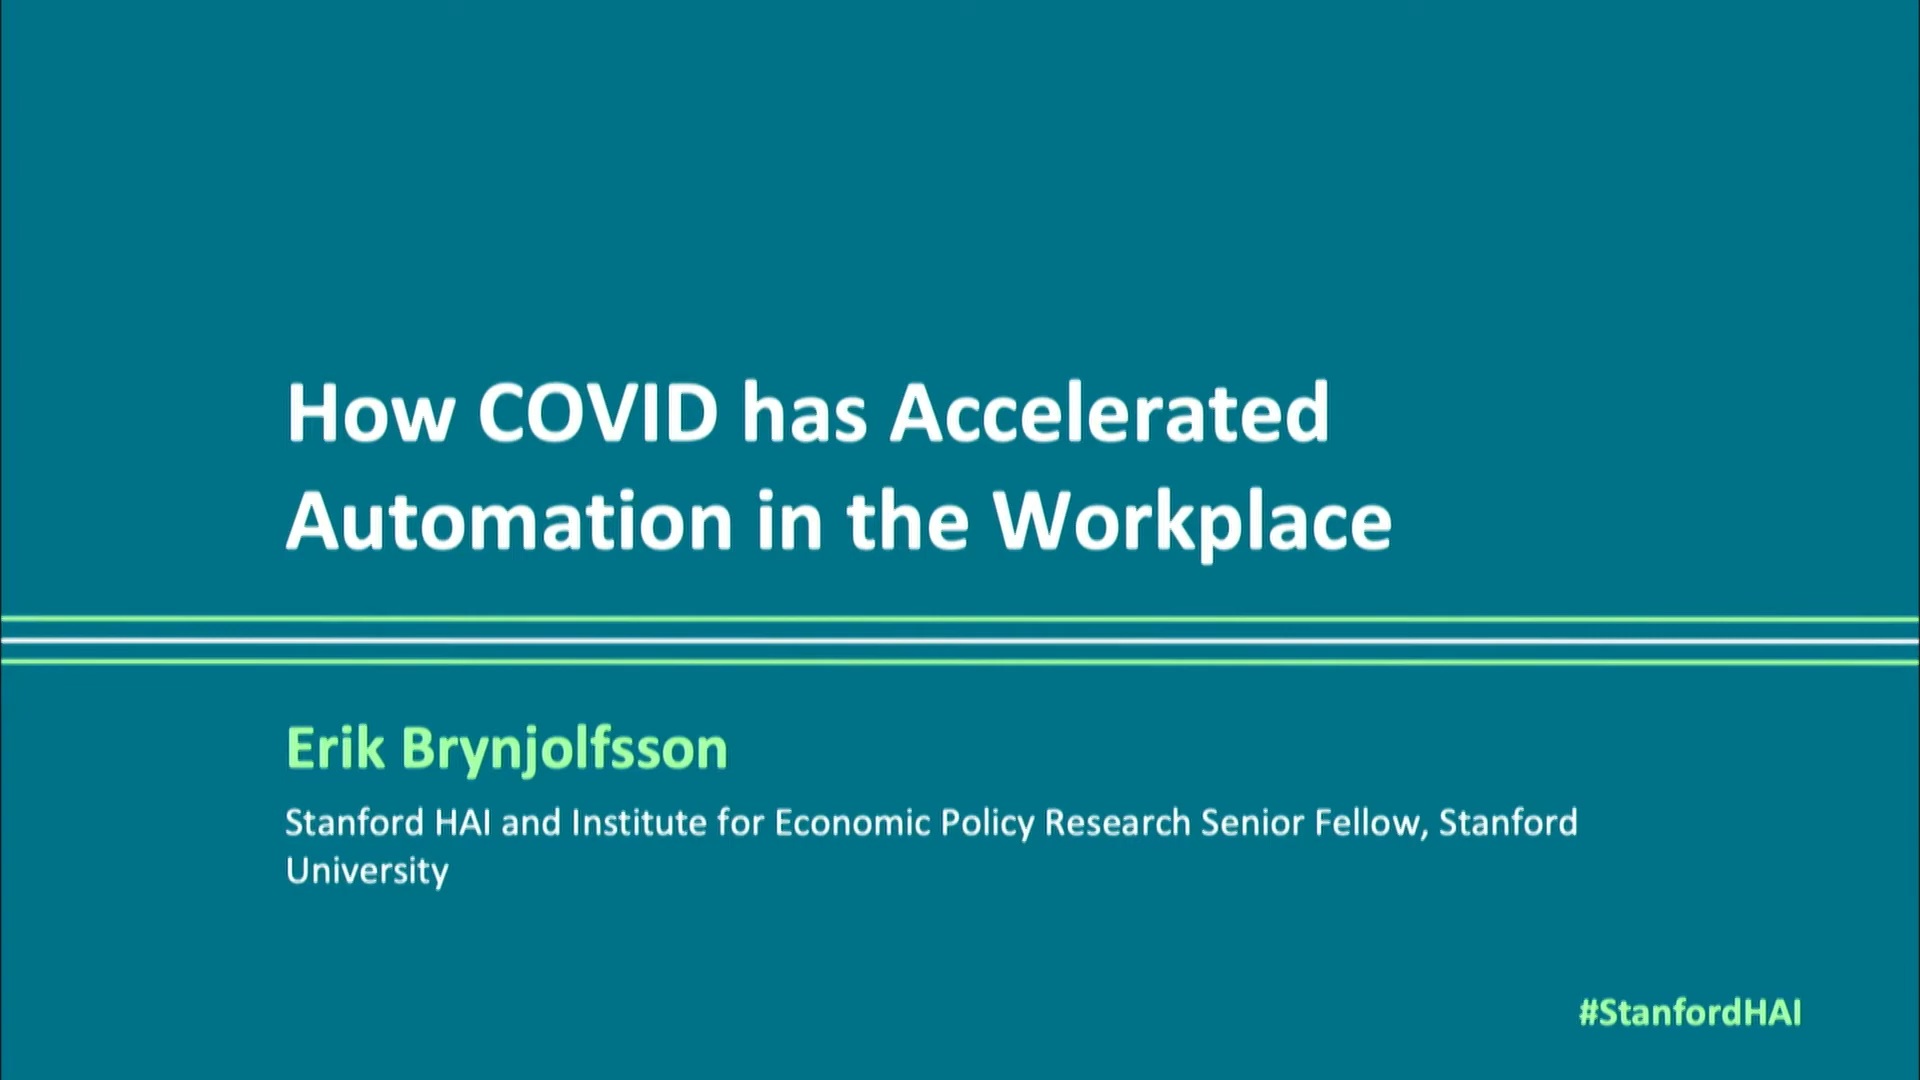 How COVID has Accelerated
Automation in the Workplace
Erik Brynjolfsson
Stanford HAI and Institute for Economic Policy Research Senior Fellow, Stanford
University
#StanfordHAI